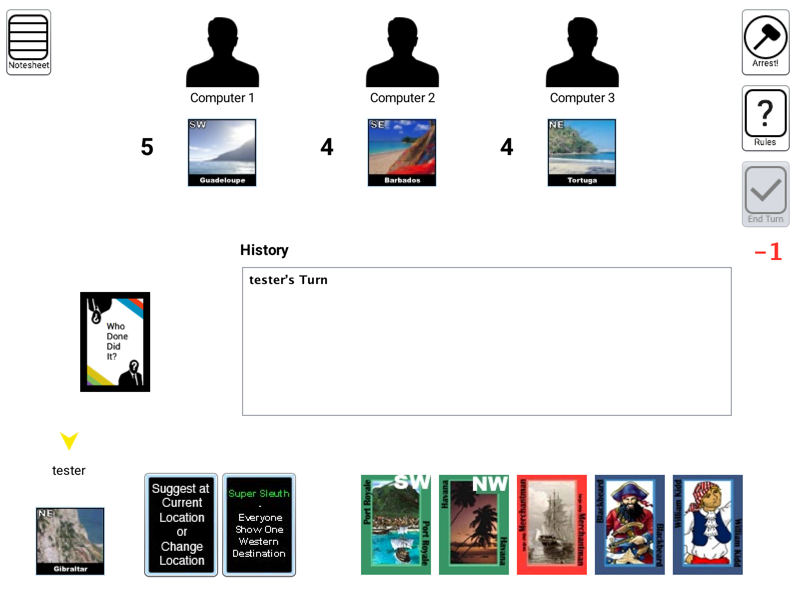 Notesheet
Computer 1
Computer 2
Computer 3
Arrest!
5
SW
Guadeloupe
4
SE
Barbados
4
NE
Tortuga
?
Rules
End Turn
-1
History
tester's Turn
Who
Done
Did
It?
tester
NE
Gibraltar
Suggest at
Current
Location
or
Change
Location
Super Sleuth
-
Everyone
Show One
Western
Destination
SW
Port Royale
Port Royale
NW
Havana
Havana
Merchantman
Merchantman
Blackbeard
Blackbeard
William Kidd
William Kidd